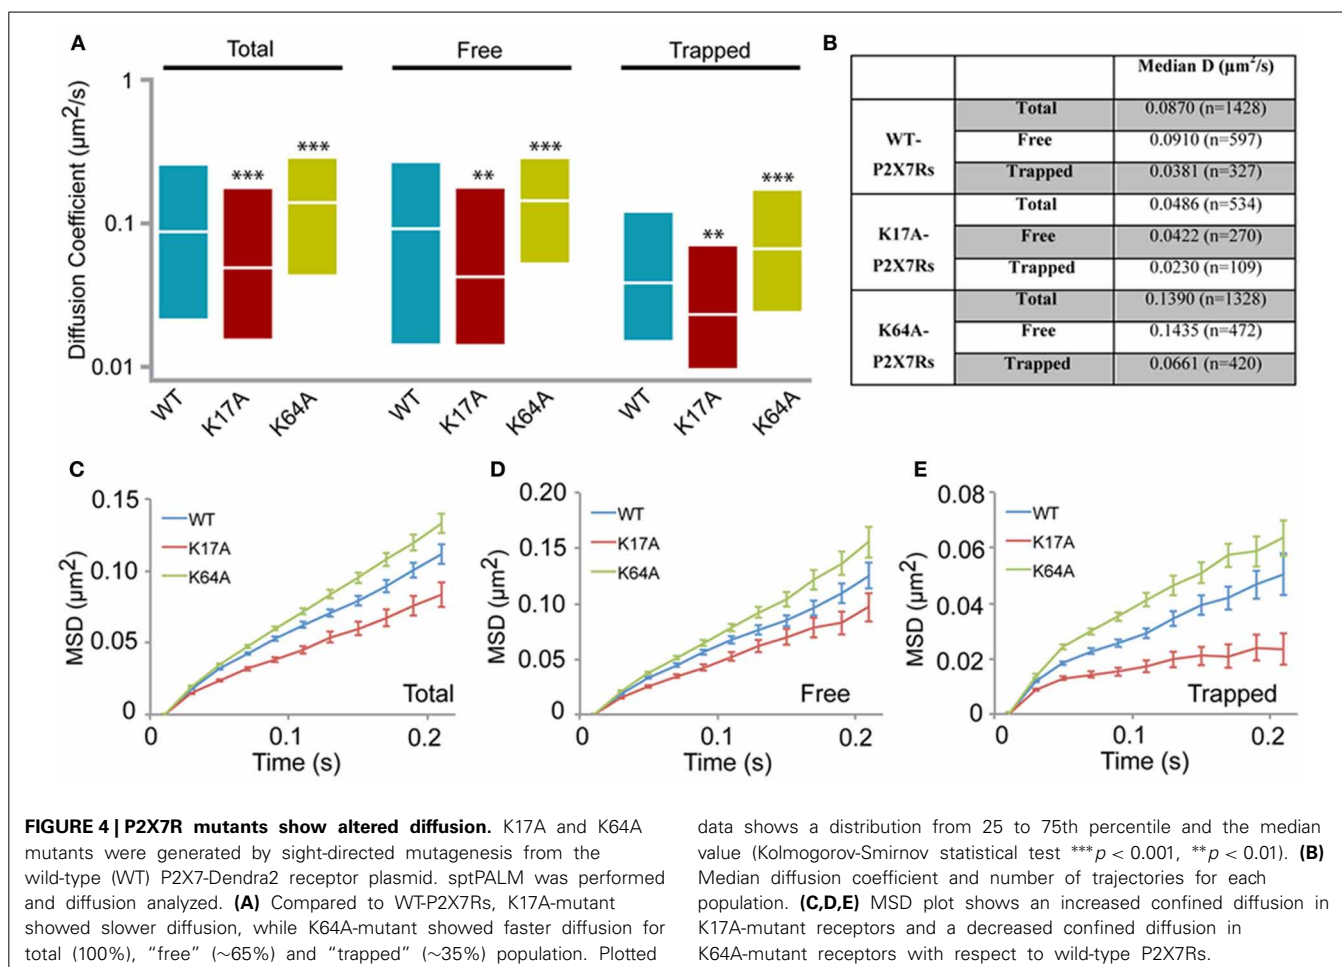 A
Total
Free
Trapped
Diffusion Coefficient (µm²/s)
1
0.1
0.01
***
***
**
***
**
***
WT
K17A
K64A
WT
K17A
K64A
WT
K17A
K64A
B
Median D (µm²/s)
WT-
P2X7Rs
Total 0.0870 (n=1428)
Free 0.0910 (n=597)
Trapped 0.0381 (n=327)
K17A-
P2X7Rs
Total 0.0486 (n=534)
Free 0.0422 (n=270)
Trapped 0.0230 (n=109)
K64A-
P2X7Rs
Total 0.1390 (n=1328)
Free 0.1435 (n=472)
Trapped 0.0661 (n=420)
C
MSD (µm²)
0.15
0.10
0.05
0
WT
K17A
K64A
Total
0 0.1 0.2
Time (s)
D
MSD (µm²)
0.20
0.15
0.10
0.05
0
WT
K17A
K64A
Free
0 0.1 0.2
Time (s)
E
MSD (µm²)
0.08
0.06
0.04
0.02
0
WT
K17A
K64A
Trapped
0 0.1 0.2
Time (s)
FIGURE 4 | P2X7R mutants show altered diffusion. K17A and K64A
mutants were generated by sight-directed mutagenesis from the
wild-type (WT) P2X7-Dendra2 receptor plasmid. sptPALM was performed
and diffusion analyzed. (A) Compared to WT-P2X7Rs, K17A-mutant
showed slower diffusion, while K64A-mutant showed faster diffusion for
total (100%), “free” (~65%) and “trapped” (~35%) population. Plotted
data shows a distribution from 25 to 75th percentile and the median
value (Kolmogorov-Smirnov statistical test ***p < 0.001, **p < 0.01). (B)
Median diffusion coefficient and number of trajectories for each
population. (C,D,E) MSD plot shows an increased confined diffusion in
K17A-mutant receptors and a decreased confined diffusion in
K64A-mutant receptors with respect to wild-type P2X7Rs.